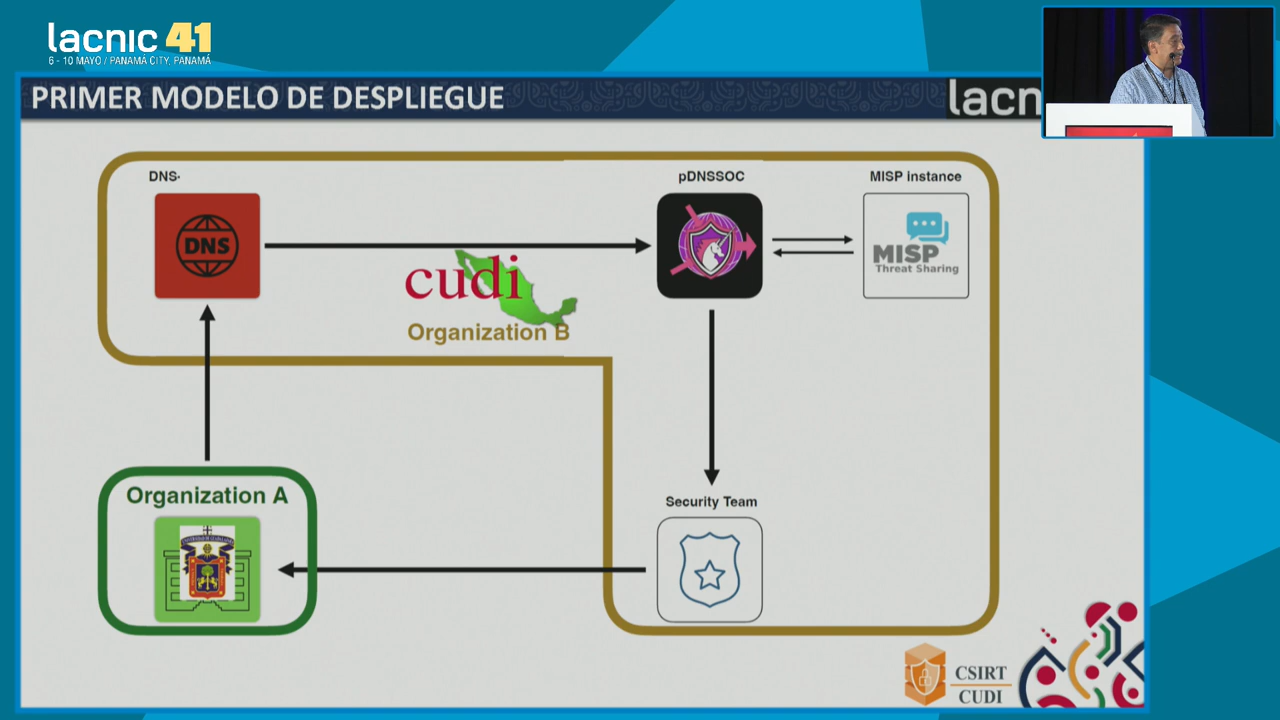 lacnic 41
6 - 10 MAYO / PANAMÁ CITY, PANAMÁ
PRIMER MODELO DE DESPLIEGUE
lacn
DNS·
pDNSSOC
MISP instance
DNS
MISP
Threat Sharing
cudi
Organization B
Organization A
Security Team
CSIRT
CUDI